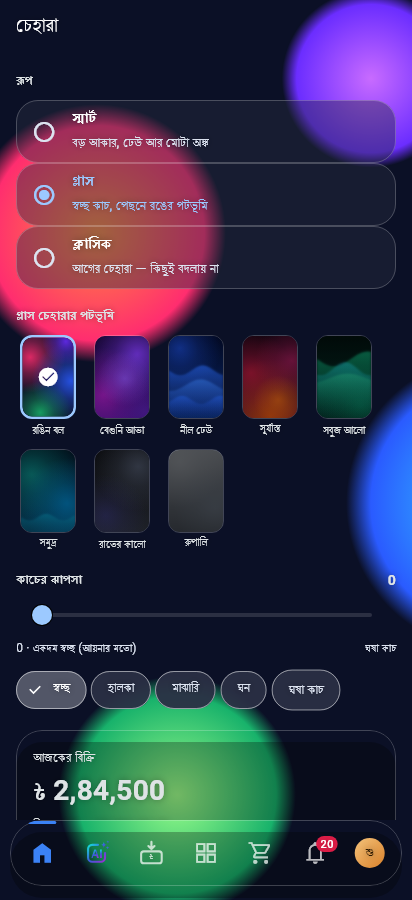 চেহারা
রূপ
স্মার্ট
বড় আকার, ঢেউ আর মোটা অঙ্ক
গ্লাস
স্বচ্ছ কাচ, পেছনে রঙের পটভূমি
ক্লাসিক
আগের চেহারা — কিছুই বদলায় না
গ্লাস চেহারার পটভূমি
রঙিন বল
বেগুনি আভা
নীল ঢেউ
সূর্যাস্ত
সবুজ আলো
সমুদ্র
রাতের কালো
রুপালি
কাচের ঝাপসা 0
0 · একদম স্বচ্ছ (আয়নার মতো) ঘষা কাচ
স্বচ্ছ হালকা মাঝারি ঘন ঘষা কাচ
আজকের বিক্রি
৳ 2,84,500
AI
20
শু